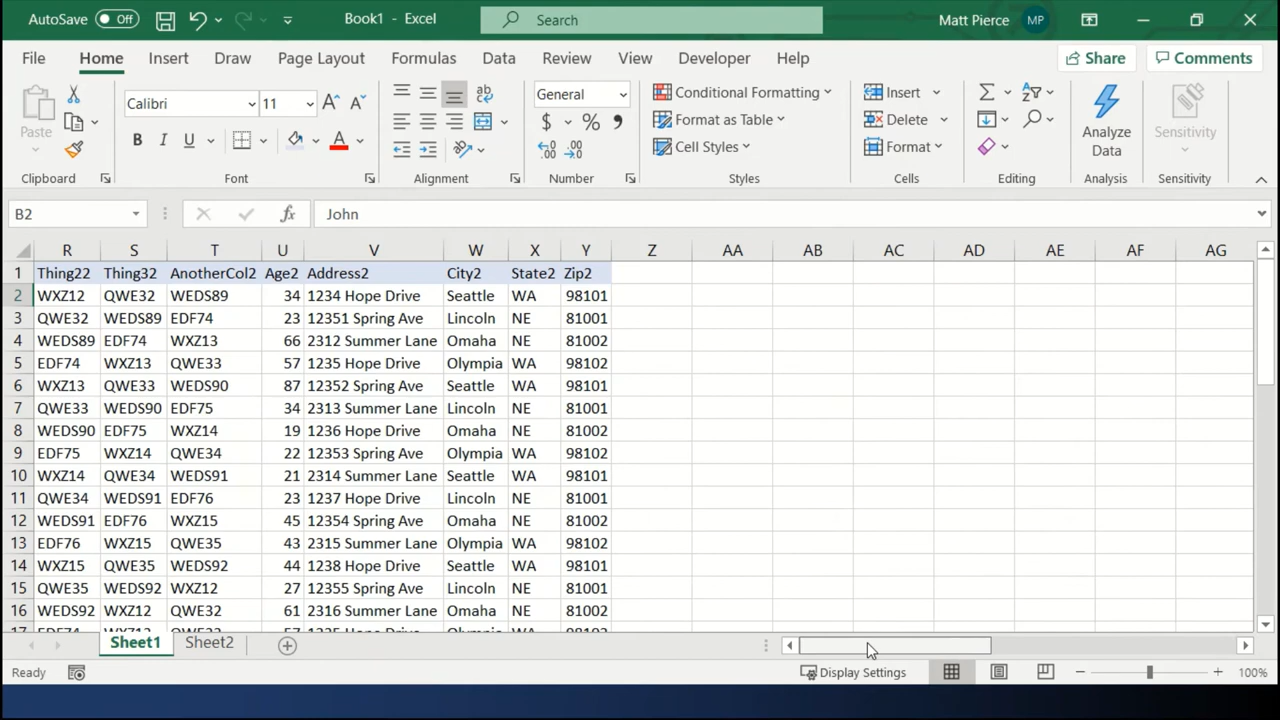 AutoSave Off Book1 - Excel Search Matt Pierce MP
File Home Insert Draw Page Layout Formulas Data Review View Developer Help Share Comments
Calibri 11 General Conditional Formatting Insert
Paste B I U A $ % Format as Table Delete Analyze Data Sensitivity
Cell Styles Format
Clipboard Font Alignment Number Styles Cells Editing Analysis Sensitivity
B2 fx John
R S T U V W X Y Z AA AB AC AD AE AF AG
1 Thing22 Thing32 AnotherCol2 Age2 Address2 City2 State2 Zip2
2 WXZ12 QWE32 WEDS89 34 1234 Hope Drive Seattle WA 98101
3 QWE32 WEDS89 EDF74 23 12351 Spring Ave Lincoln NE 81001
4 WEDS89 EDF74 WXZ13 66 2312 Summer Lane Omaha NE 81002
5 EDF74 WXZ13 QWE33 57 1235 Hope Drive Olympia WA 98102
6 WXZ13 QWE33 WEDS90 87 12352 Spring Ave Seattle WA 98101
7 QWE33 WEDS90 EDF75 34 2313 Summer Lane Lincoln NE 81001
8 WEDS90 EDF75 WXZ14 19 1236 Hope Drive Omaha NE 81002
9 EDF75 WXZ14 QWE34 22 12353 Spring Ave Olympia WA 98101
10 WXZ14 QWE34 WEDS91 21 2314 Summer Lane Seattle WA 98101
11 QWE34 WEDS91 EDF76 23 1237 Hope Drive Lincoln NE 81001
12 WEDS91 EDF76 WXZ15 45 12354 Spring Ave Omaha NE 81002
13 EDF76 WXZ15 QWE35 43 2315 Summer Lane Olympia WA 98102
14 WXZ15 QWE35 WEDS92 44 1238 Hope Drive Seattle WA 98101
15 QWE35 WEDS92 WXZ12 27 12355 Spring Ave Lincoln NE 81001
16 WEDS92 WXZ12 QWE32 61 2316 Summer Lane Omaha NE 81002
Sheet1 Sheet2
Ready Display Settings 100%